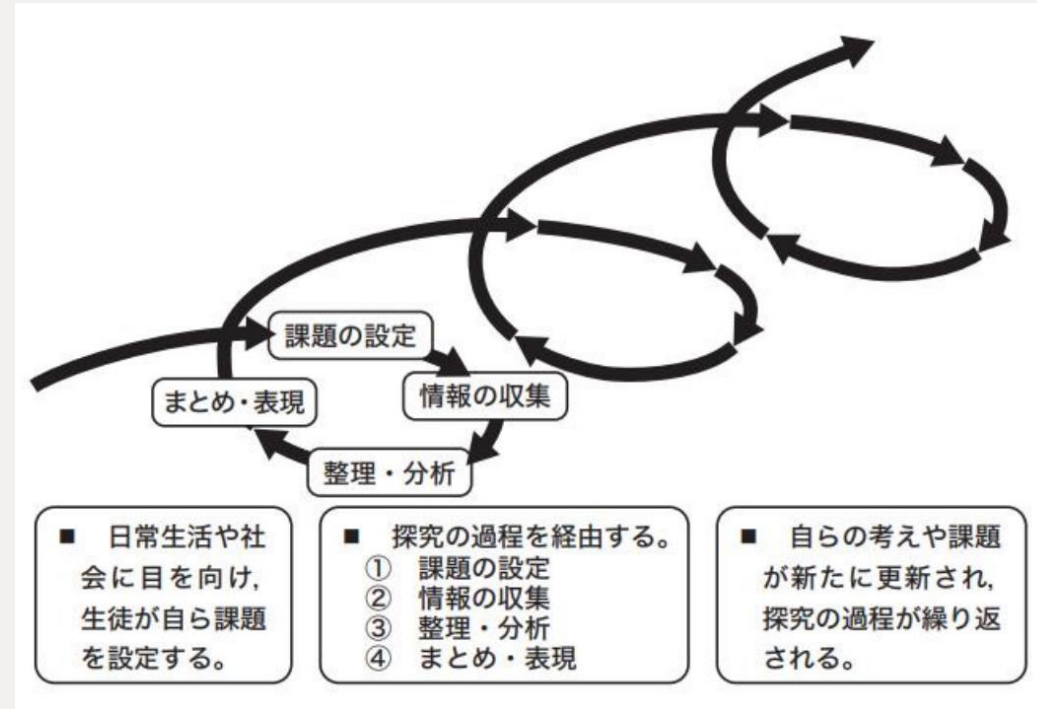 課題の設定
情報の収集
整理・分析
まとめ・表現
■ 日常生活や社
会に目を向け,
生徒が自ら課題
を設定する。
■ 探究の過程を経由する。
① 課題の設定
② 情報の収集
③ 整理・分析
④ まとめ・表現
■ 自らの考えや課題
が新たに更新され,
探究の過程が繰り返
される。